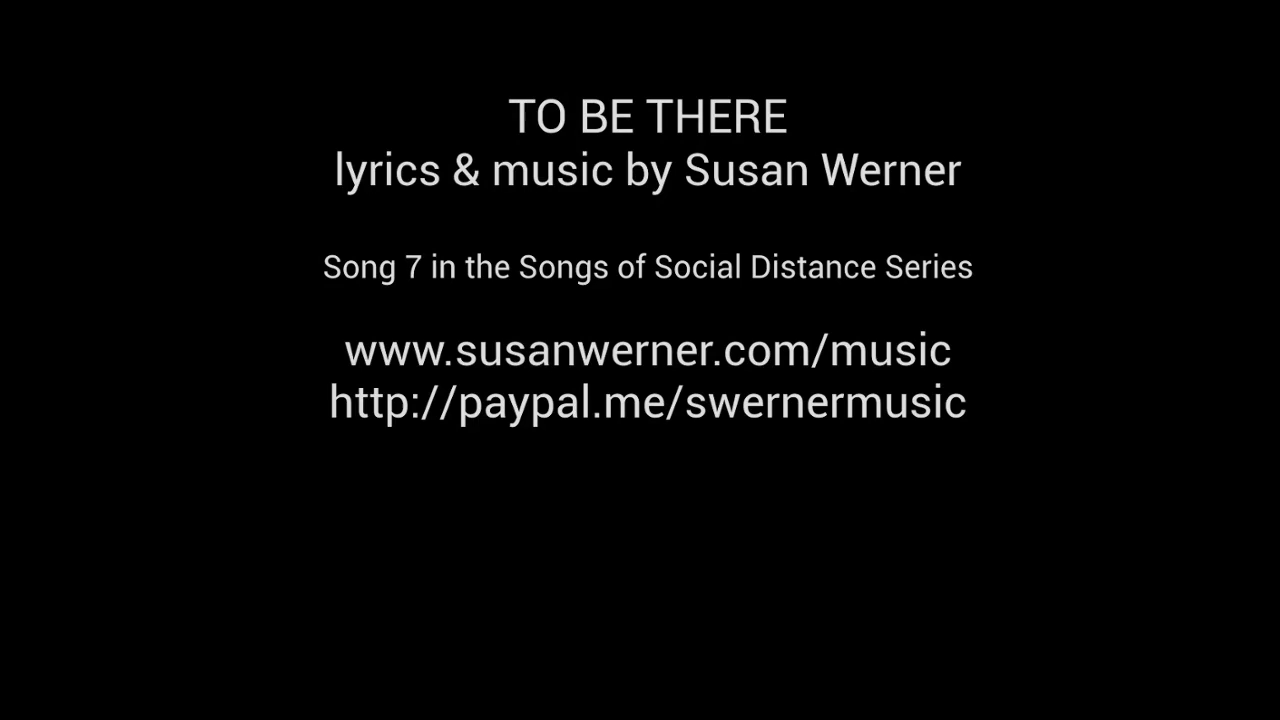 TO BE THERE
lyrics & music by Susan Werner
Song 7 in the Songs of Social Distance Series
www.susanwerner.com/music
http://paypal.me/swernermusic